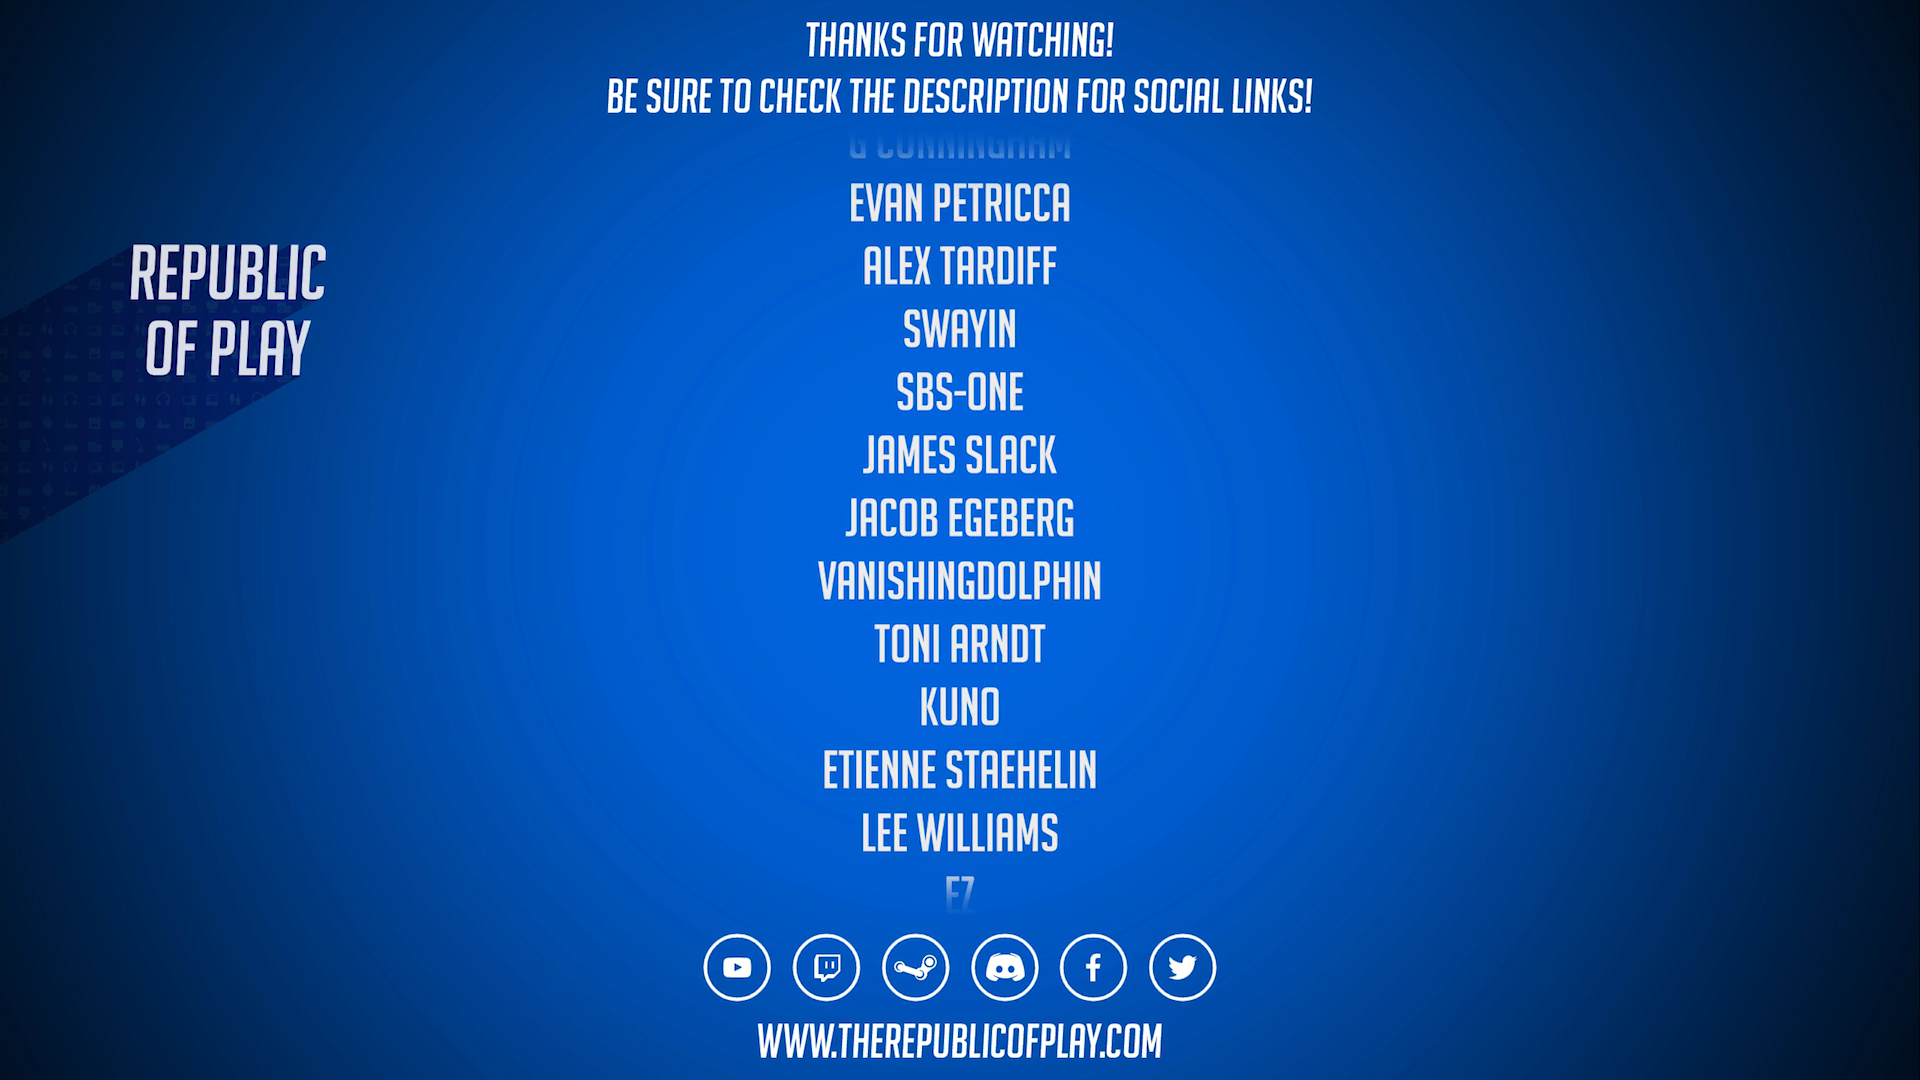 THANKS FOR WATCHING!
BE SURE TO CHECK THE DESCRIPTION FOR SOCIAL LINKS!
G CUNNINGHAM
EVAN PETRICCA
ALEX TARDIFF
SWAYIN
SBS-ONE
JAMES SLACK
JACOB EGEBERG
VANISHINGDOLPHIN
TONI ARNDT
KUNO
ETIENNE STAEHELIN
LEE WILLIAMS
REPUBLIC
OF PLAY
WWW.THEREPUBLICOFPLAY.COM